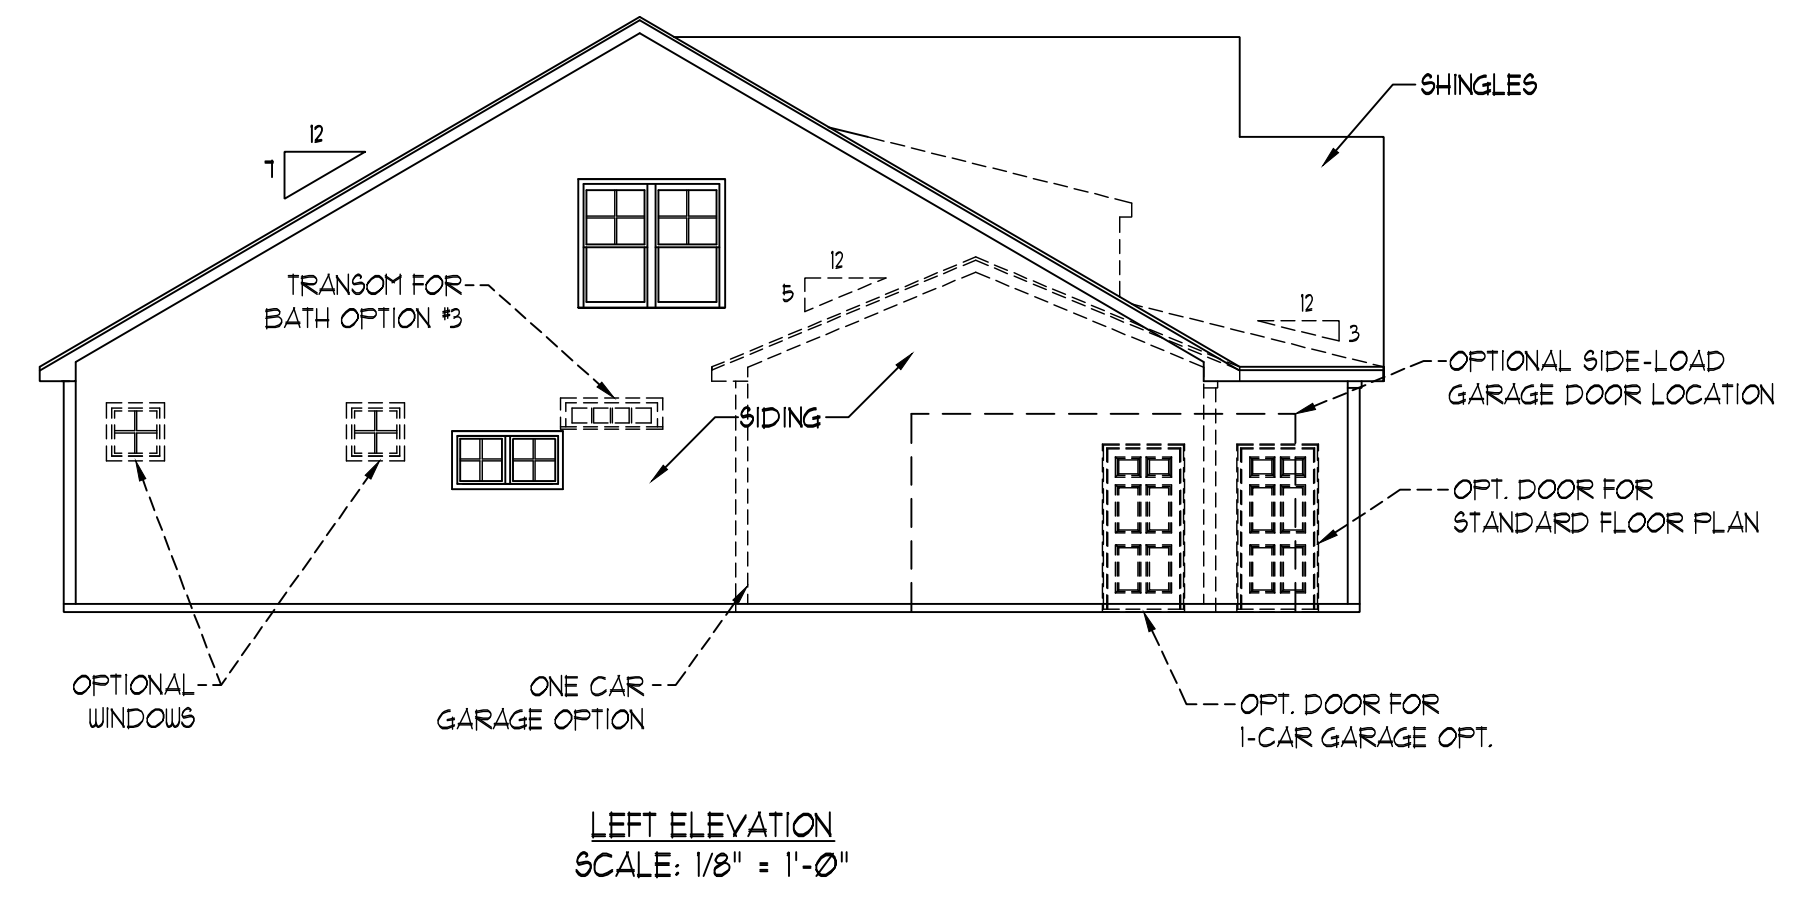 SHINGLES
12
7
12
5
TRANSOM FOR
BATH OPTION #3
12
3
OPTIONAL SIDE-LOAD
GARAGE DOOR LOCATION
SIDING
OPT. DOOR FOR
STANDARD FLOOR PLAN
OPTIONAL
WINDOWS
ONE CAR
GARAGE OPTION
OPT. DOOR FOR
1-CAR GARAGE OPT.
LEFT ELEVATION
SCALE: 1/8" = 1'-0"